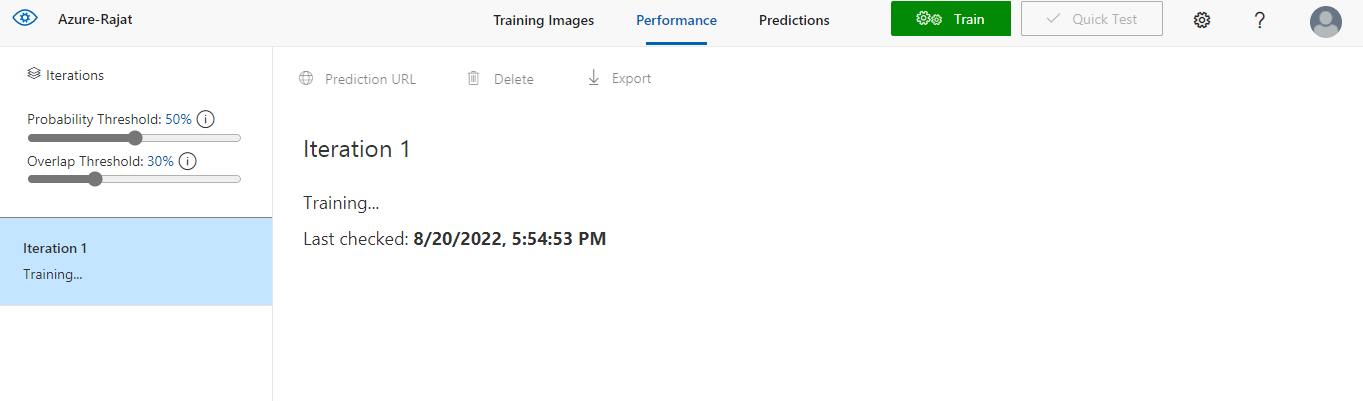 Azure-Rajat Training Images Performance Predictions Train Quick Test ?
Iterations
Probability Threshold: 50% i
Overlap Threshold: 30% i
Iteration 1
Training...
Prediction URL Delete Export
Iteration 1
Training...
Last checked: 8/20/2022, 5:54:53 PM